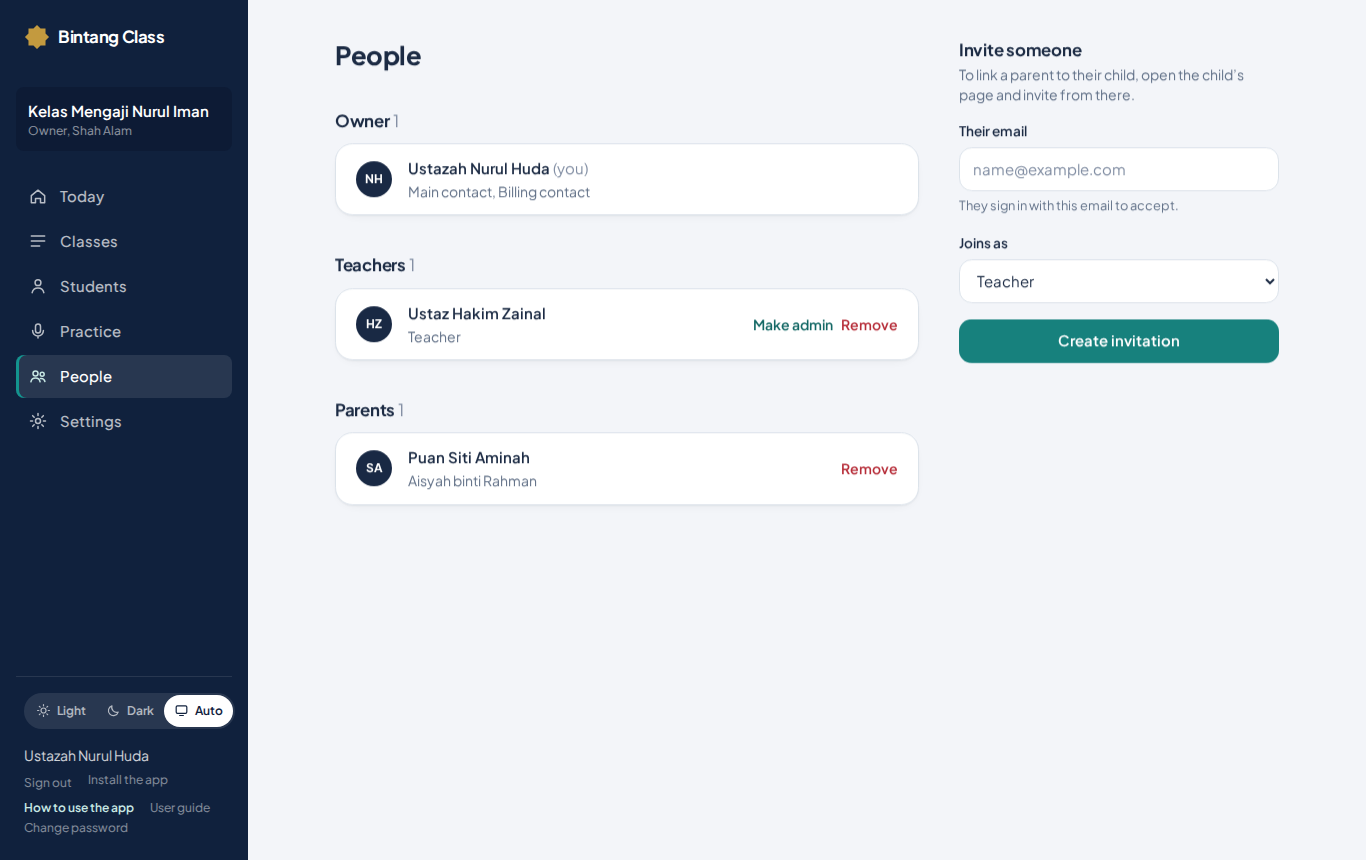 Bintang Class
Kelas Mengaji Nurul Iman
Owner, Shah Alam
Today
Classes
Students
Practice
People
Settings
Light
Dark
Auto
Ustazah Nurul Huda
Sign out
Install the app
How to use the app
User guide
Change password
People
Owner 1
NH
Ustazah Nurul Huda (you)
Main contact, Billing contact
Teachers 1
HZ
Ustaz Hakim Zainal
Teacher
Make admin
Remove
Parents 1
SA
Puan Siti Aminah
Aisyah binti Rahman
Remove
Invite someone
To link a parent to their child, open the child's
page and invite from there.
Their email
name@example.com
They sign in with this email to accept.
Joins as
Teacher
Create invitation